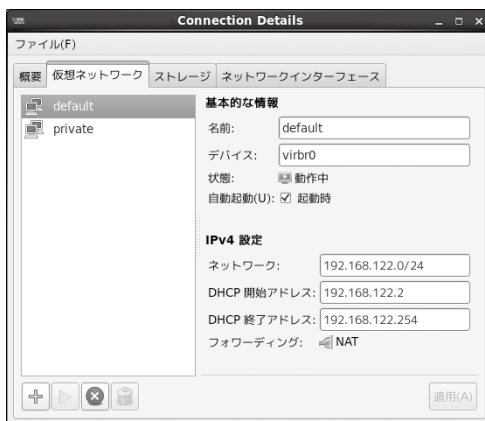 Connection Details
ファイル(F)
概要 仮想ネットワーク ストレージ ネットワークインターフェース
default
private
基本的な情報
名前: default
デバイス: virbr0
状態: 動作中
自動起動(U): 起動時
IPv4 設定
ネットワーク: 192.168.122.0/24
DHCP 開始アドレス: 192.168.122.2
DHCP 終了アドレス: 192.168.122.254
フォワーディング: NAT
適用(A)